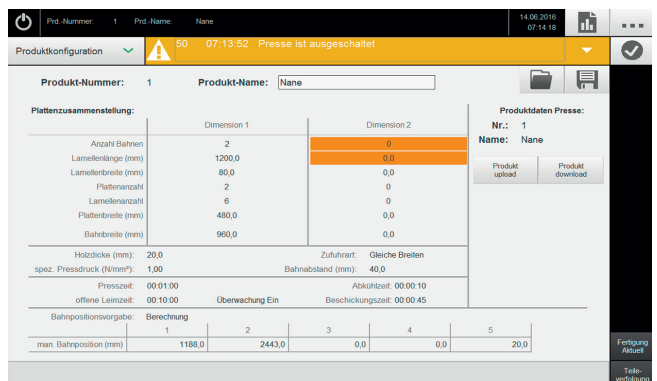 Prd.-Nummer: 1 Prd.-Name: Nane 14.06.2016
07:14:18
Produktkonfiguration 50 07:13:52 Presse ist ausgeschaltet
Produkt-Nummer: 1 Produkt-Name: Nane
Plattenzusammenstellung: Produktdaten Presse:
Dimension 1 Dimension 2 Nr.: 1
Anzahl Bahnen 2 0 Name: Nane
Lamellenlänge (mm) 1200,0 0,0
Lamellenbreite (mm) 80,0 0,0 Produkt upload Produkt download
Plattenanzahl 2 0
Lamellenanzahl 6 0
Plattenbreite (mm) 480,0 0,0
Bahnbreite (mm) 960,0 0,0
Holzdicke (mm): 20,0 Zufuhrart: Gleiche Breiten
spez. Pressdruck (N/mm²): 1,00 Bahnabstand (mm): 40,0
Presszeit: 00:01:00 Abkühlzeit: 00:00:10
offene Leimzeit: 00:10:00 Überwachung Ein Beschickungszeit: 00:00:45
Bahnpositionsvorgabe: Berechnung
1 2 3 4 5
man. Bahnposition (mm) 1188,0 2443,0 0,0 0,0 20,0
Fertigung
Aktuell
Teile-
verfolgung